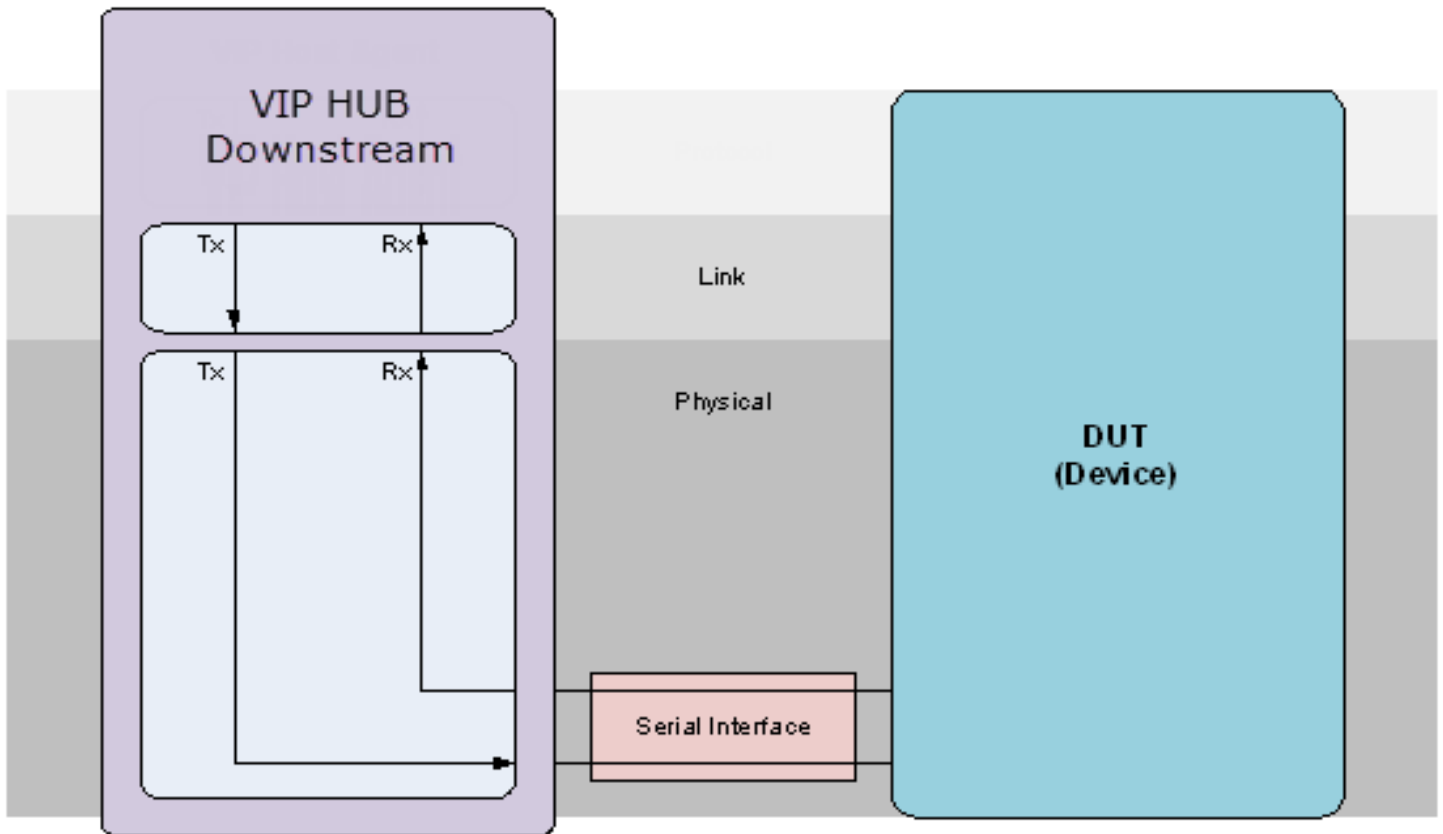 VIP HUB
Downstream
Tx
Rx
Link
Tx
Rx
Physical
DUT
(Device)
Serial Interface